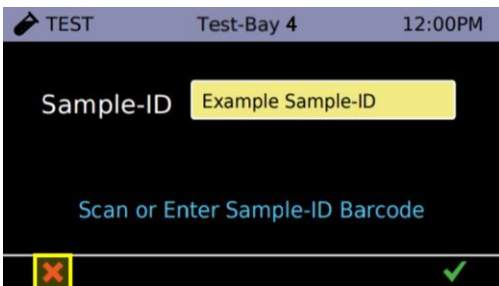 TEST Test-Bay 4 12:00PM
Sample-ID Example Sample-ID
Scan or Enter Sample-ID Barcode